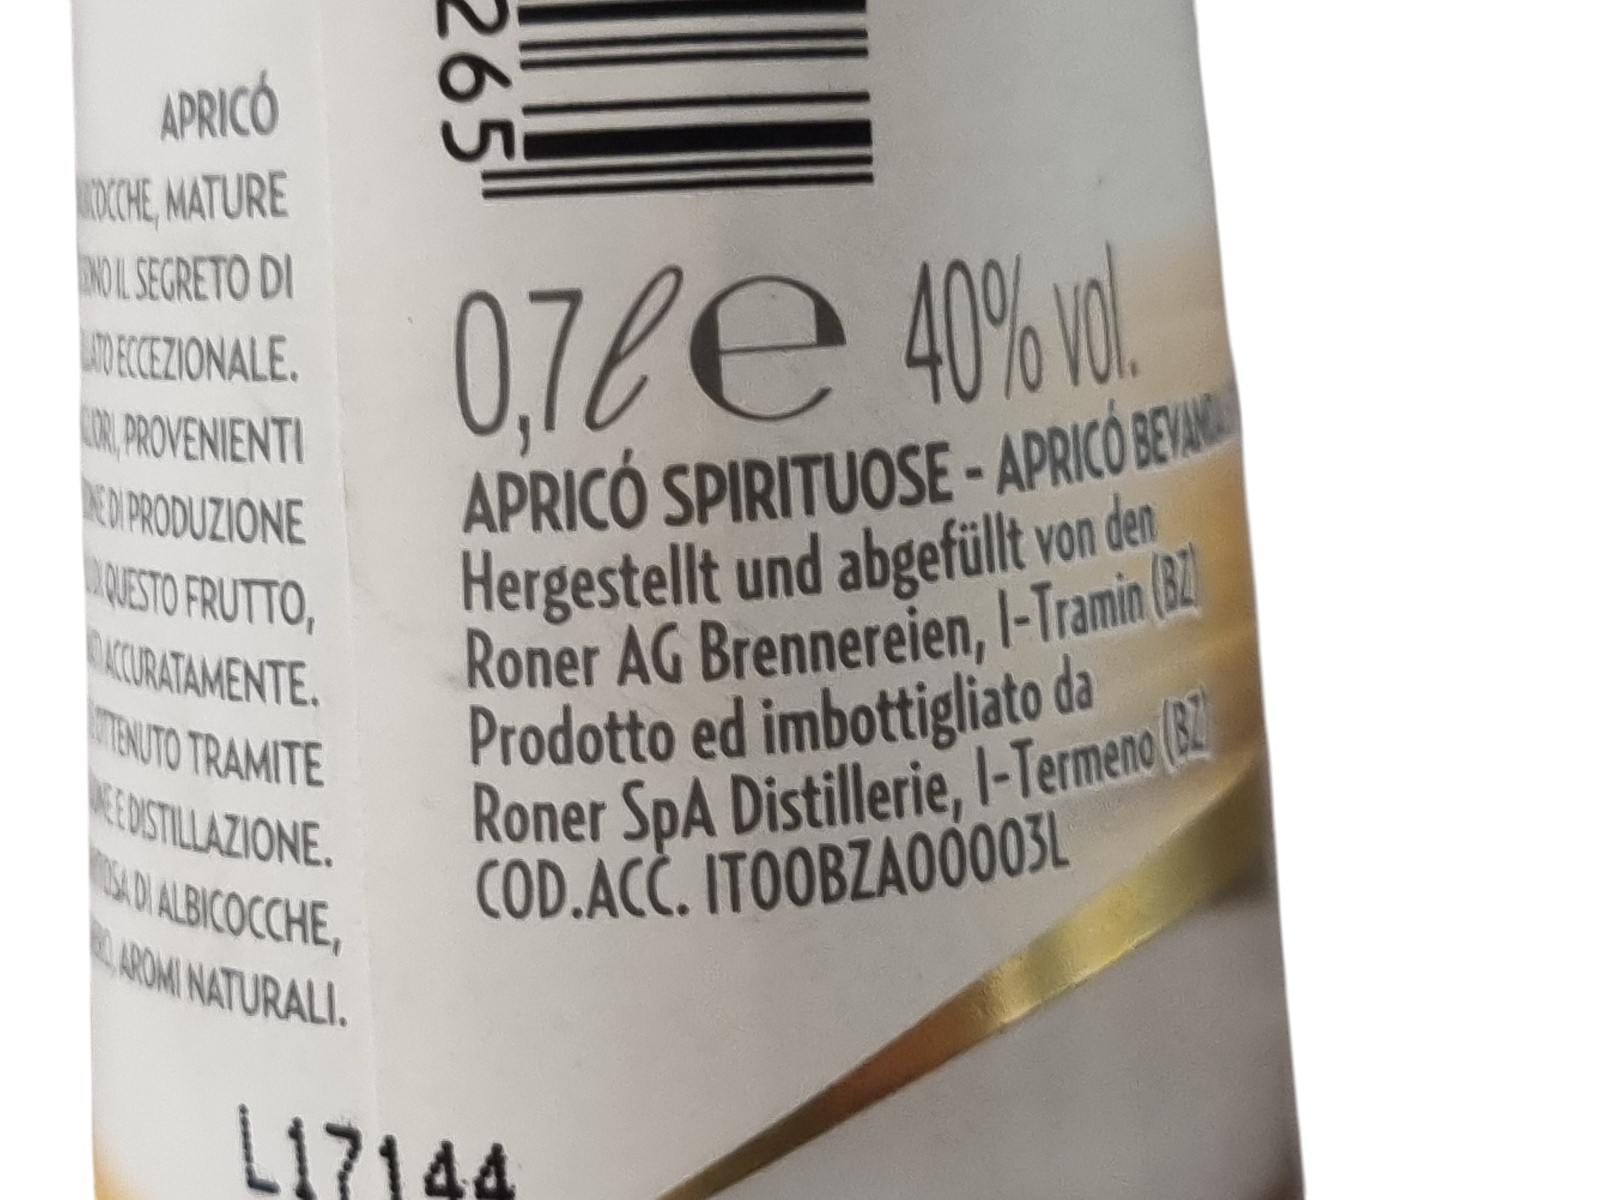 APRICÓ
MATURE
IL SEGRETO DI
ECCEZIONALE.
PROVENIENTI
DI PRODUZIONE
QUESTO FRUTTO,
ACCURATAMENTE.
TRAMITE
E DISTILLAZIONE.
DI ALBICOCCHE,
AROMI NATURALI.
L17144
265
0,7 ℓ e 40% vol.
APRICÓ SPIRITUOSE - APRICÓ
Hergestellt und abgefüllt von den
Roner AG Brennereien, I-Tramin (BZ)
Prodotto ed imbottigliato da
Roner SpA Distillerie, I-Termeno (BZ)
COD.ACC. IT00BZA00003L